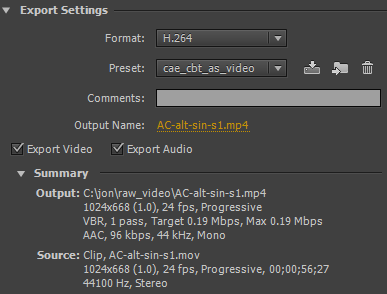 Export Settings
Format: H.264
Preset: cae_cbt_as_video
Comments:
Output Name: AC-alt-sin-s1.mp4
Export Video Export Audio
Summary
Output: C:\jon\raw_video\AC-alt-sin-s1.mp4
1024x668 (1.0), 24 fps, Progressive
VBR, 1 pass, Target 0.19 Mbps, Max 0.19 Mbps
AAC, 96 kbps, 44 kHz, Mono
Source: Clip, AC-alt-sin-s1.mov
1024x668 (1.0), 24 fps, Progressive, 00;00;56;27
44100 Hz, Stereo